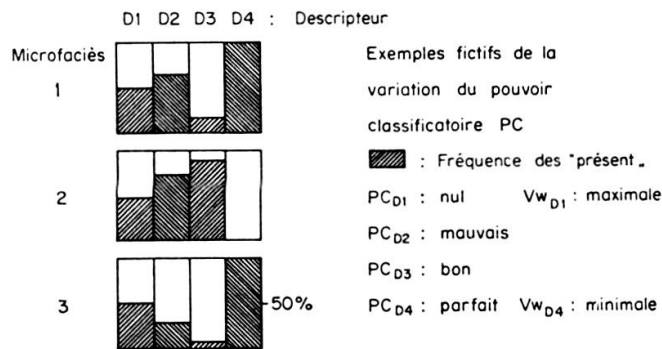 D1 D2 D3 D4 : Descripteur
Microfaciès
1
2
3
50%
Exemples fictifs de la
variation du pouvoir
classificatoire PC
: Fréquence des "présent„
PCD1 : nul VwD1 : maximale
PCD2 : mauvais
PCD3 : bon
PCD4 : parfait VwD4 : minimale